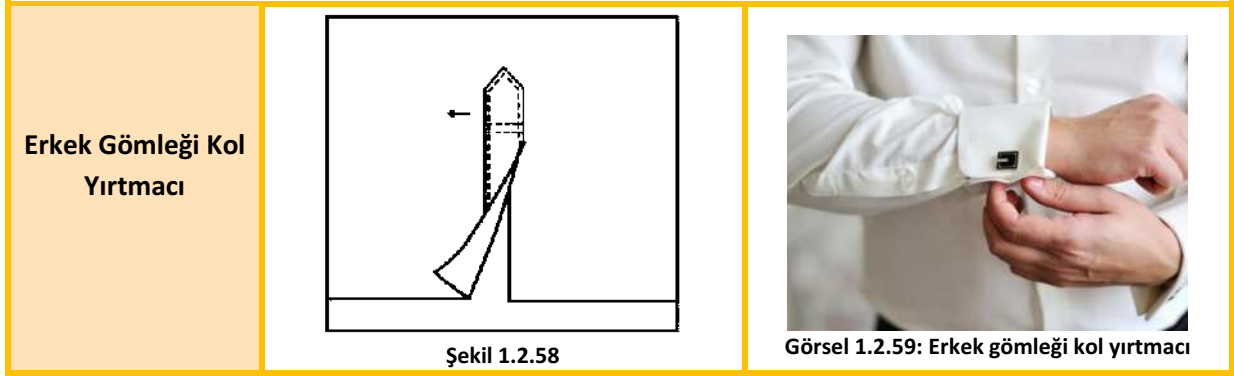 Erkek Gömleği Kol
Yırtmacı
Şekil 1.2.58
Görsel 1.2.59: Erkek gömleği kol yırtmacı